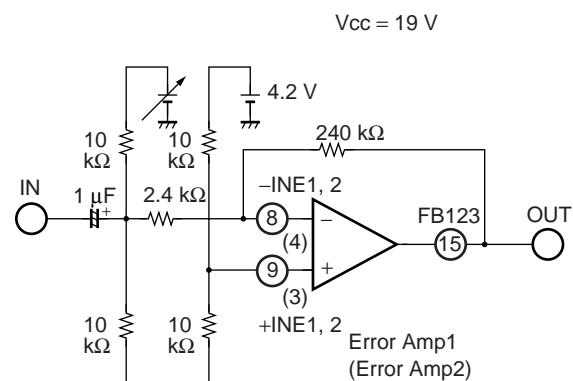 Vcc = 19 V
4.2 V
10
kΩ
10
kΩ
240 kΩ
IN
1 µF
+
2.4 kΩ
−INE1, 2
8
−
(4)
FB123
OUT
15
9
+
(3)
+INE1, 2
10
kΩ
10
kΩ
Error Amp1
(Error Amp2)